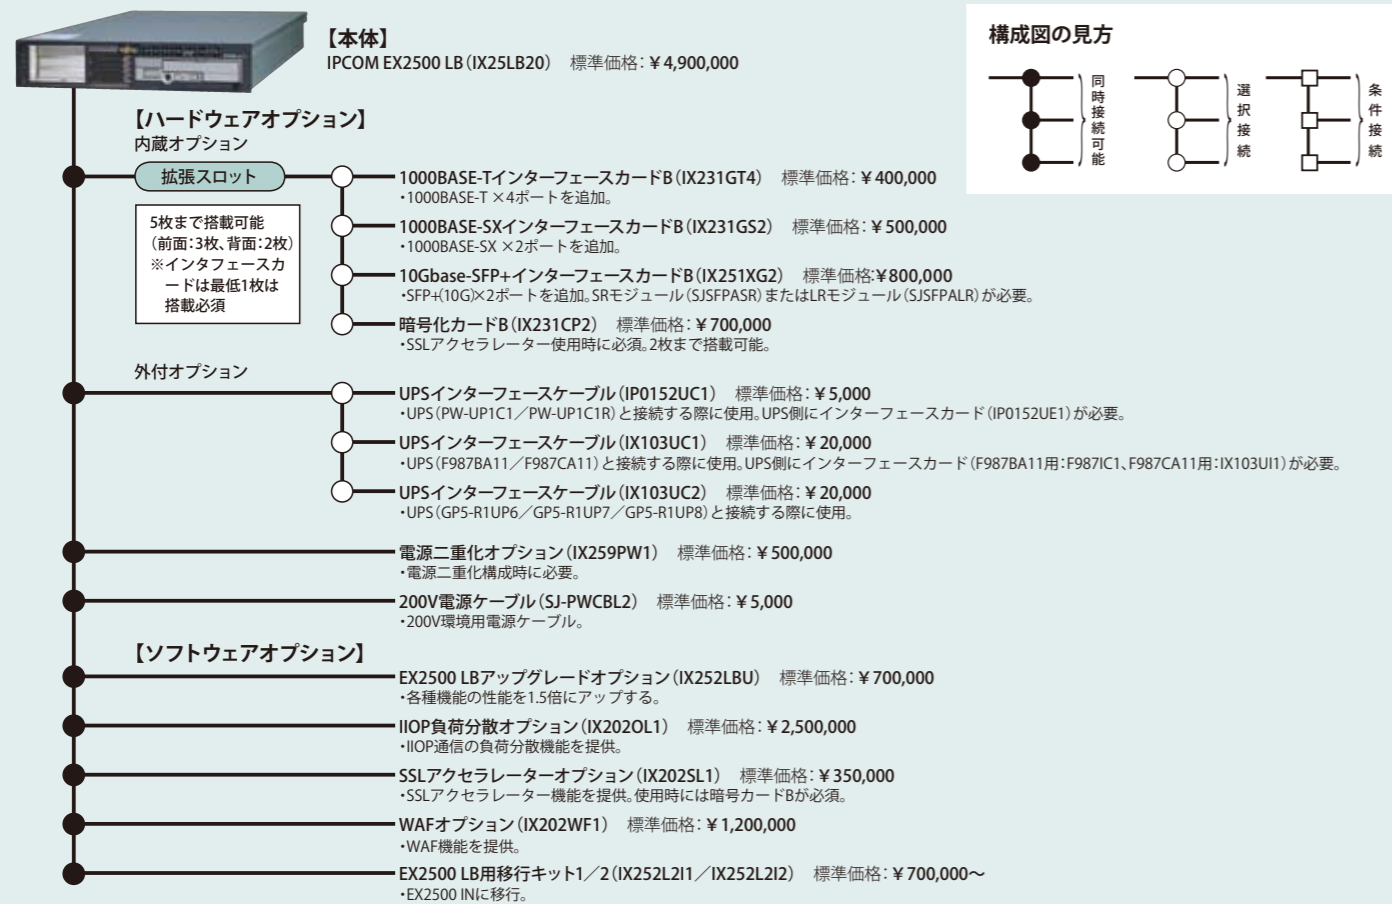 【本体】
IPCOM EX2500 LB（IX25LB20） 標準価格：￥4,900,000
構成図の見方
同時接続可能
選択接続
条件接続
【ハードウェアオプション】
内蔵オプション
拡張スロット
5枚まで搭載可能
（前面：3枚、背面：2枚）
※インタフェースカ
ードは最低1枚は
搭載必須
1000BASE-TインターフェースカードB（IX231GT4） 標準価格：￥400,000
・1000BASE-T ×4ポートを追加。
1000BASE-SXインターフェースカードB（IX231GS2） 標準価格：￥500,000
・1000BASE-SX ×2ポートを追加。
10Gbase-SFP+インターフェースカードB（IX251XG2） 標準価格:￥800,000
・SFP+(10G)×2ポートを追加。SRモジュール（SJSFPASR）またはLRモジュール（SJSFPALR）が必要。
暗号化カードB（IX231CP2） 標準価格：￥700,000
・SSLアクセラレーター使用時に必須。2枚まで搭載可能。
外付オプション
UPSインターフェースケーブル（IP0152UC1） 標準価格：￥5,000
・UPS（PW-UP1C1／PW-UP1C1R）と接続する際に使用。UPS側にインターフェースカード（IP0152UE1）が必要。
UPSインターフェースケーブル（IX103UC1） 標準価格：￥20,000
・UPS（F987BA11／F987CA11）と接続する際に使用。UPS側にインターフェースカード（F987BA11用：F987IC1、F987CA11用：IX103UI1）が必要。
UPSインターフェースケーブル（IX103UC2） 標準価格：￥20,000
・UPS（GP5-R1UP6／GP5-R1UP7／GP5-R1UP8）と接続する際に使用。
電源二重化オプション（IX259PW1） 標準価格：￥500,000
・電源二重化構成時に必要。
200V電源ケーブル（SJ-PWCBL2） 標準価格：￥5,000
・200V環境用電源ケーブル。
【ソフトウェアオプション】
EX2500 LBアップグレードオプション（IX252LBU） 標準価格：￥700,000
・各種機能の性能を1.5倍にアップする。
IIOP負荷分散オプション（IX202OL1） 標準価格：￥2,500,000
・IIOP通信の負荷分散機能を提供。
SSLアクセラレーターオプション（IX202SL1） 標準価格：￥350,000
・SSLアクセラレーター機能を提供。使用時には暗号カードBが必須。
WAFオプション（IX202WF1） 標準価格：￥1,200,000
・WAF機能を提供。
EX2500 LB用移行キット1／2（IX252L2I1／IX252L2I2） 標準価格：￥700,000〜
・EX2500 INに移行。